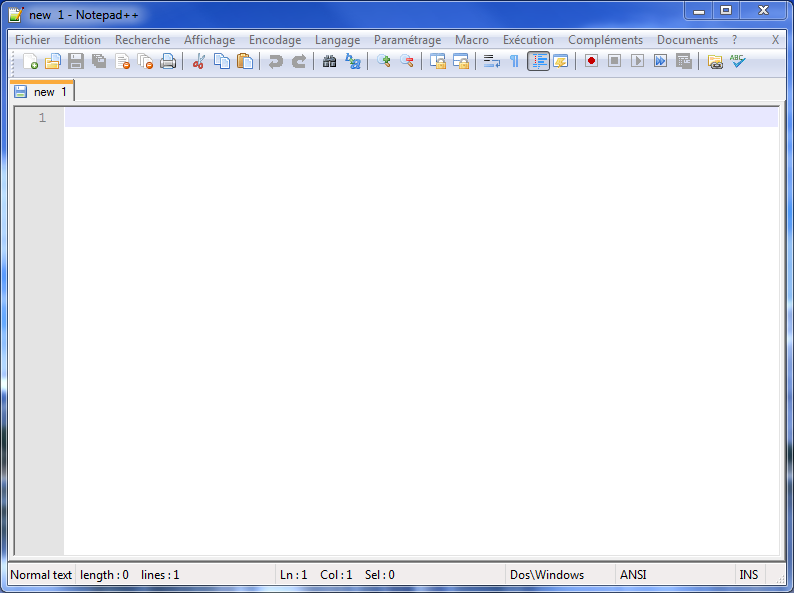 new 1 - Notepad++
Fichier Edition Recherche Affichage Encodage Langage Paramétrage Macro Exécution Compléments Documents ? X
ABC
new 1
1
Normal text length : 0 lines : 1 Ln : 1 Col : 1 Sel : 0 Dos\Windows ANSI INS